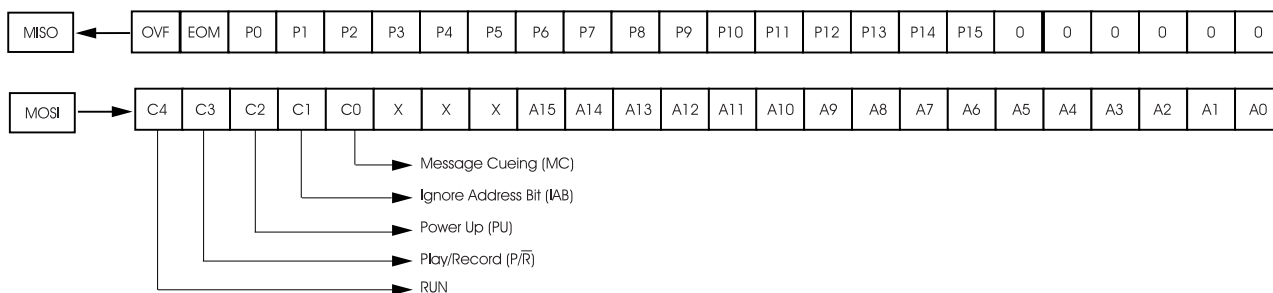 MISO OVF EOM P0 P1 P2 P3 P4 P5 P6 P7 P8 P9 P10 P11 P12 P13 P14 P15 0 0 0 0 0 0
MOSI C4 C3 C2 C1 C0 X X X A15 A14 A13 A12 A11 A10 A9 A8 A7 A6 A5 A4 A3 A2 A1 A0
Message Cueing (MC)
Ignore Address Bit (IAB)
Power Up (PU)
Play/Record (P/R̅)
RUN